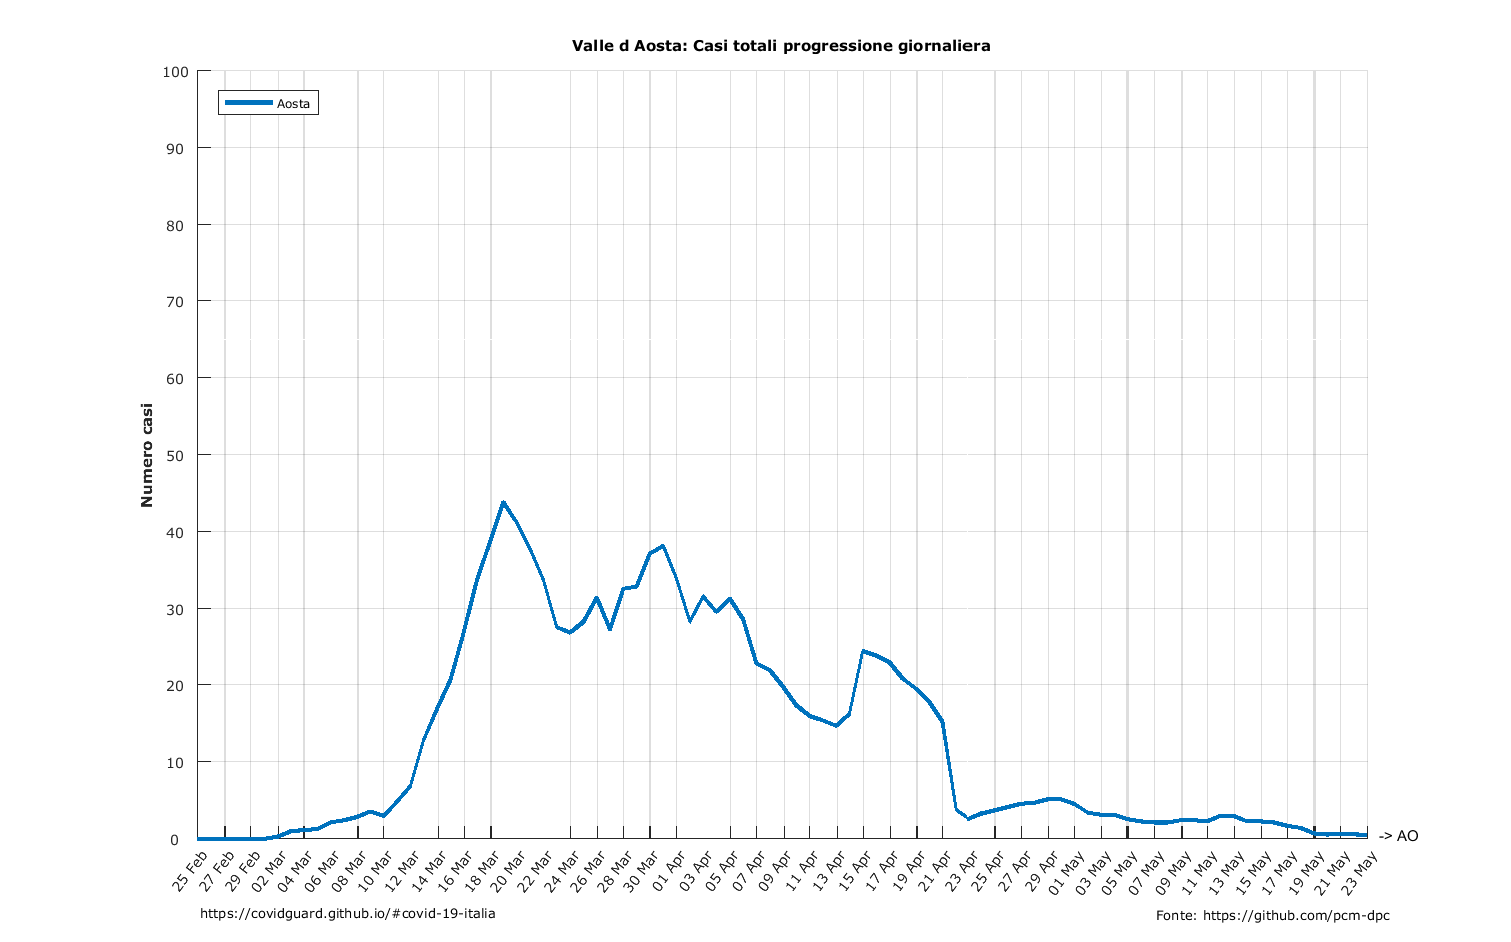 Valle d Aosta: Casi totali progressione giornaliera
Aosta
Numero casi
100
90
80
70
60
50
40
30
20
10
0
25 Feb
27 Feb
29 Feb
02 Mar
04 Mar
06 Mar
08 Mar
10 Mar
12 Mar
14 Mar
16 Mar
18 Mar
20 Mar
22 Mar
24 Mar
26 Mar
28 Mar
30 Mar
01 Apr
03 Apr
05 Apr
07 Apr
09 Apr
11 Apr
13 Apr
15 Apr
17 Apr
19 Apr
21 Apr
23 Apr
25 Apr
27 Apr
29 Apr
01 May
03 May
05 May
07 May
09 May
11 May
13 May
15 May
17 May
19 May
21 May
23 May
-> AO
https://covidguard.github.io/#covid-19-italia
Fonte: https://github.com/pcm-dpc